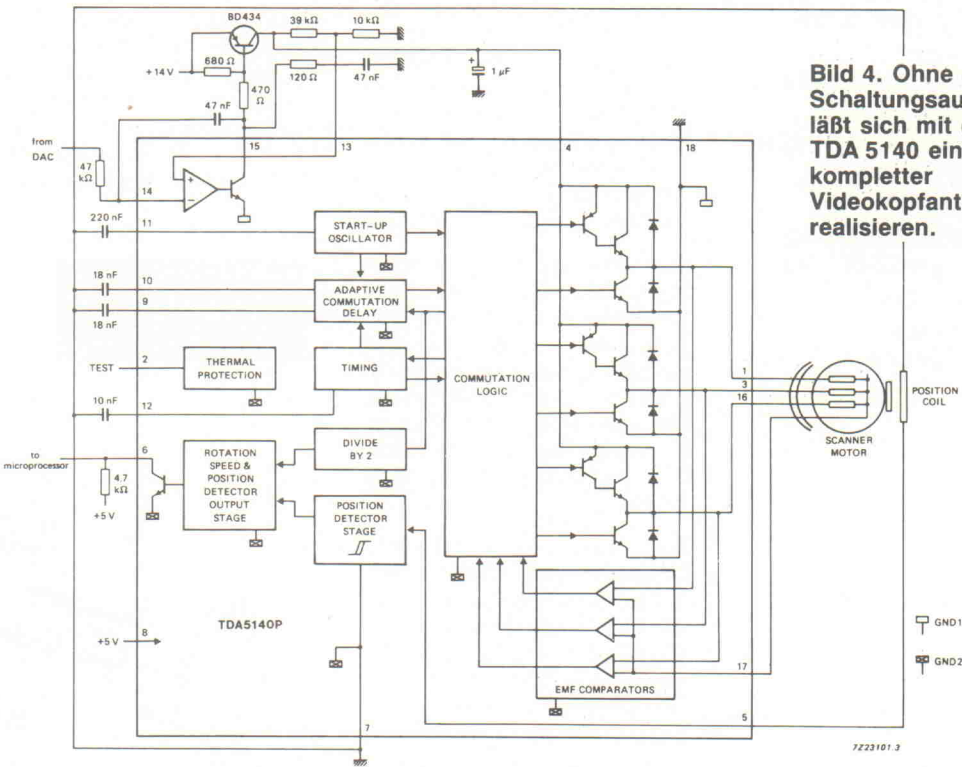 BD434
39 kΩ
10 kΩ
+14 V
680 Ω
120 Ω
47 nF
1 µF
+
470
Ω
47 nF
from
DAC
47
kΩ
15
13
14
4
18
+
−
220 nF
11
START-UP
OSCILLATOR
18 nF
10
ADAPTIVE
COMMUTATION
DELAY
9
18 nF
TEST
2
THERMAL
PROTECTION
TIMING
COMMUTATION
LOGIC
10 nF
12
to
microprocessor
6
4.7
kΩ
+5 V
ROTATION
SPEED &
POSITION
DETECTOR
OUTPUT
STAGE
DIVIDE
BY 2
POSITION
DETECTOR
STAGE
TDA5140P
+5 V
8
7
1
3
16
SCANNER
MOTOR
POSITION
COIL
EMF COMPARATORS
17
5
GND1
GND2
7Z23101.3
Bild 4. Ohne
Schaltungsau
läßt sich mit
TDA 5140 ein
kompletter
Videokopfant
realisieren.